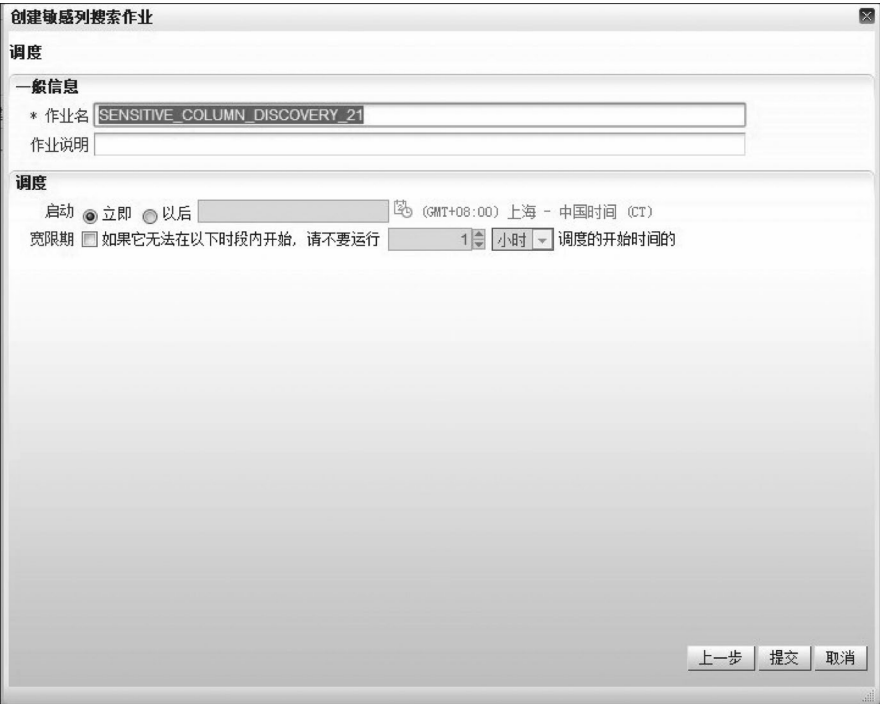 创建敏感列搜索作业
调度
一般信息
* 作业名 SENSITIVE_COLUMN_DISCOVERY_21
作业说明
调度
启动 立即 以后 (GMT+08:00) 上海 - 中国时间 (CT)
宽限期 如果它无法在以下时段内开始, 请不要运行 1 小时 调度的开始时间的
上一步 提交 取消